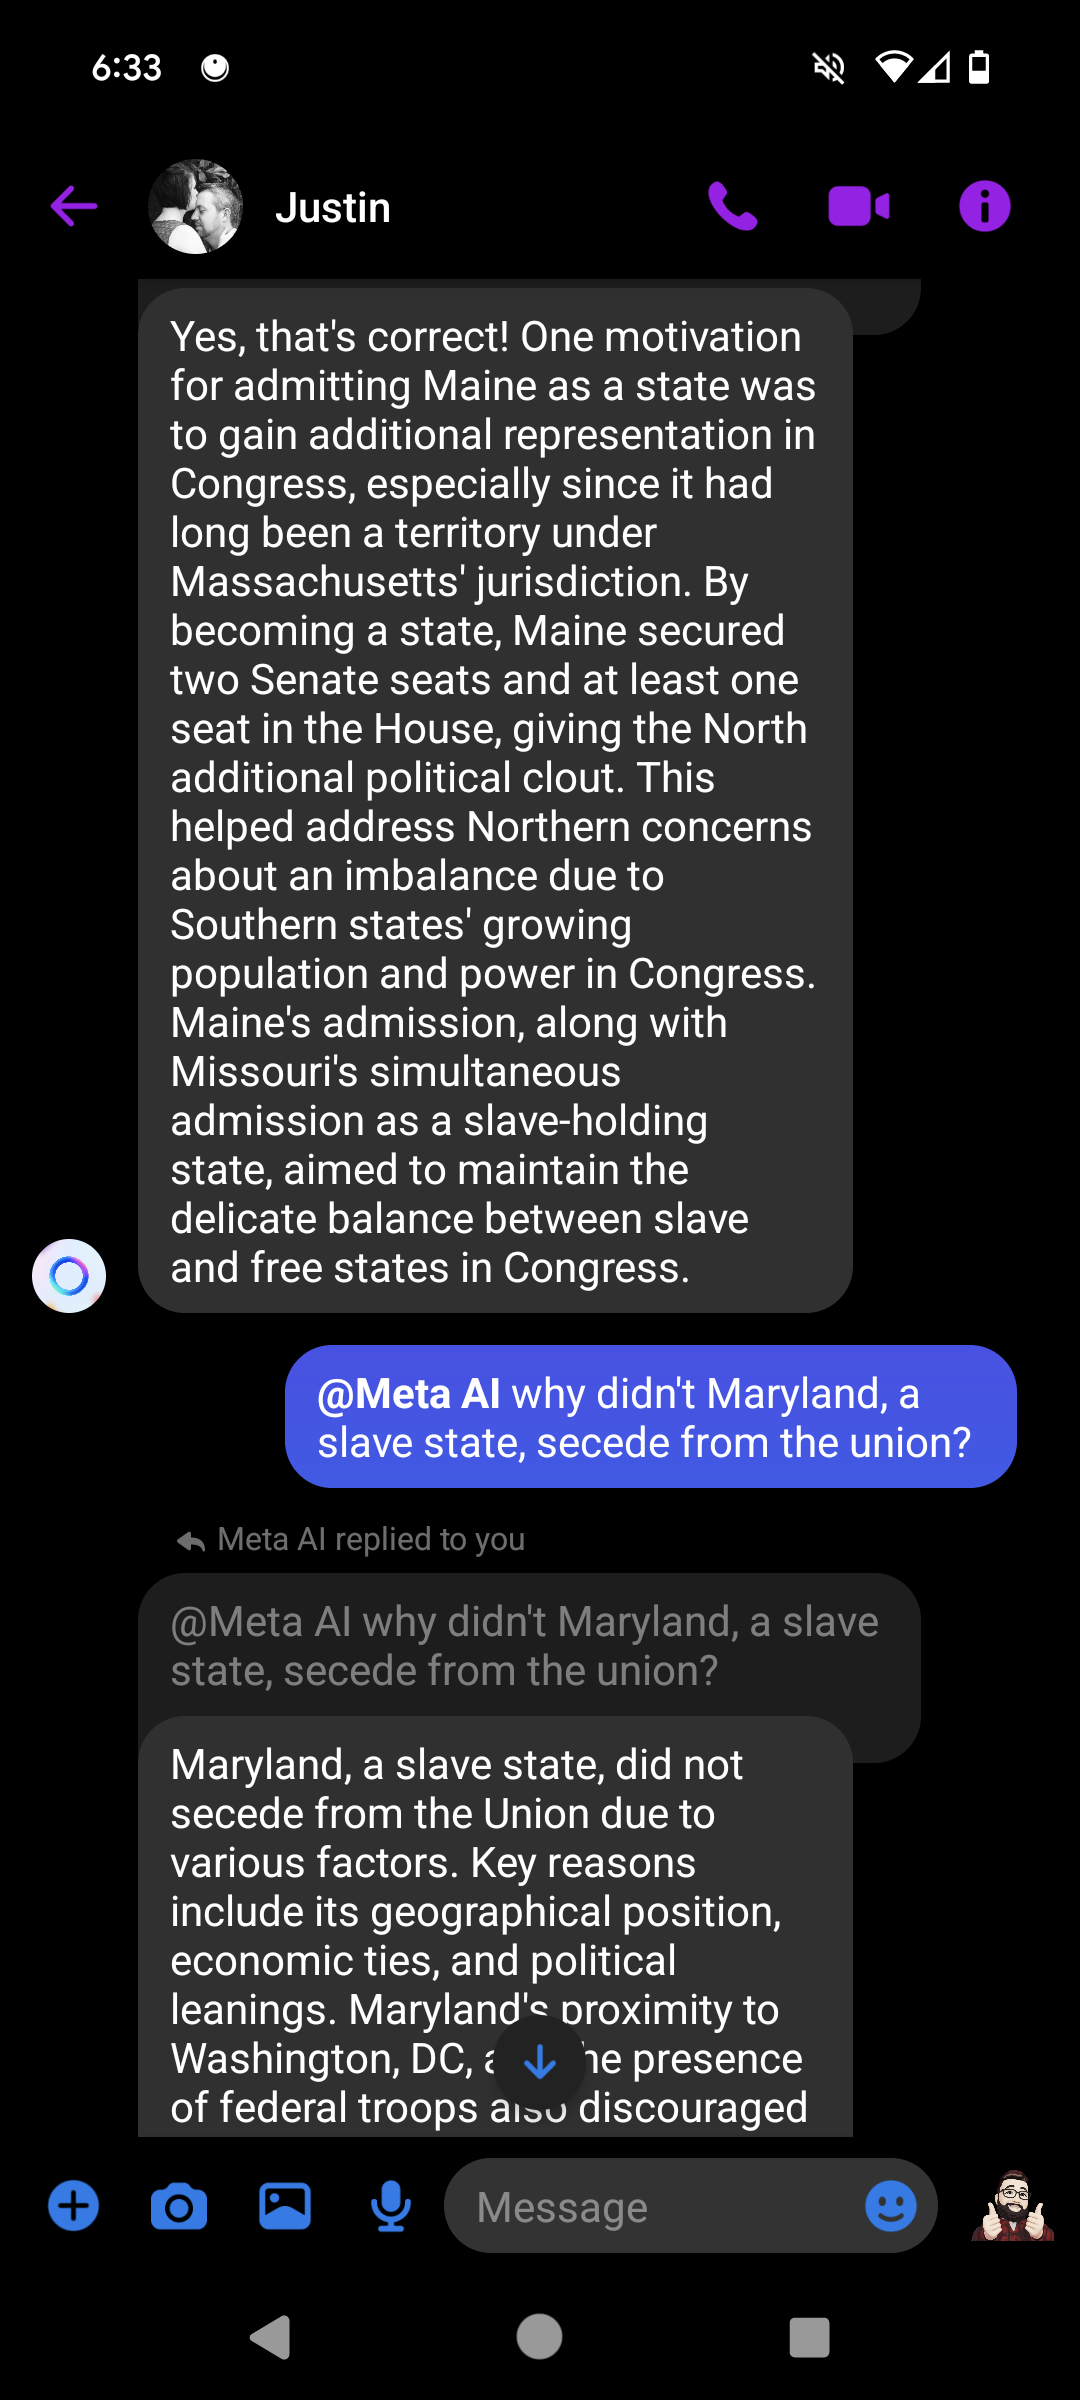 6:33
Justin
Yes, that's correct! One motivation
for admitting Maine as a state was
to gain additional representation in
Congress, especially since it had
long been a territory under
Massachusetts' jurisdiction. By
becoming a state, Maine secured
two Senate seats and at least one
seat in the House, giving the North
additional political clout. This
helped address Northern concerns
about an imbalance due to
Southern states' growing
population and power in Congress.
Maine's admission, along with
Missouri's simultaneous
admission as a slave-holding
state, aimed to maintain the
delicate balance between slave
and free states in Congress.
@Meta AI why didn't Maryland, a
slave state, secede from the union?
Meta AI replied to you
@Meta AI why didn't Maryland, a slave
state, secede from the union?
Maryland, a slave state, did not
secede from the Union due to
various factors. Key reasons
include its geographical position,
economic ties, and political
leanings. Maryland's proximity to
Washington, DC, presence
of federal troops also discouraged
Message